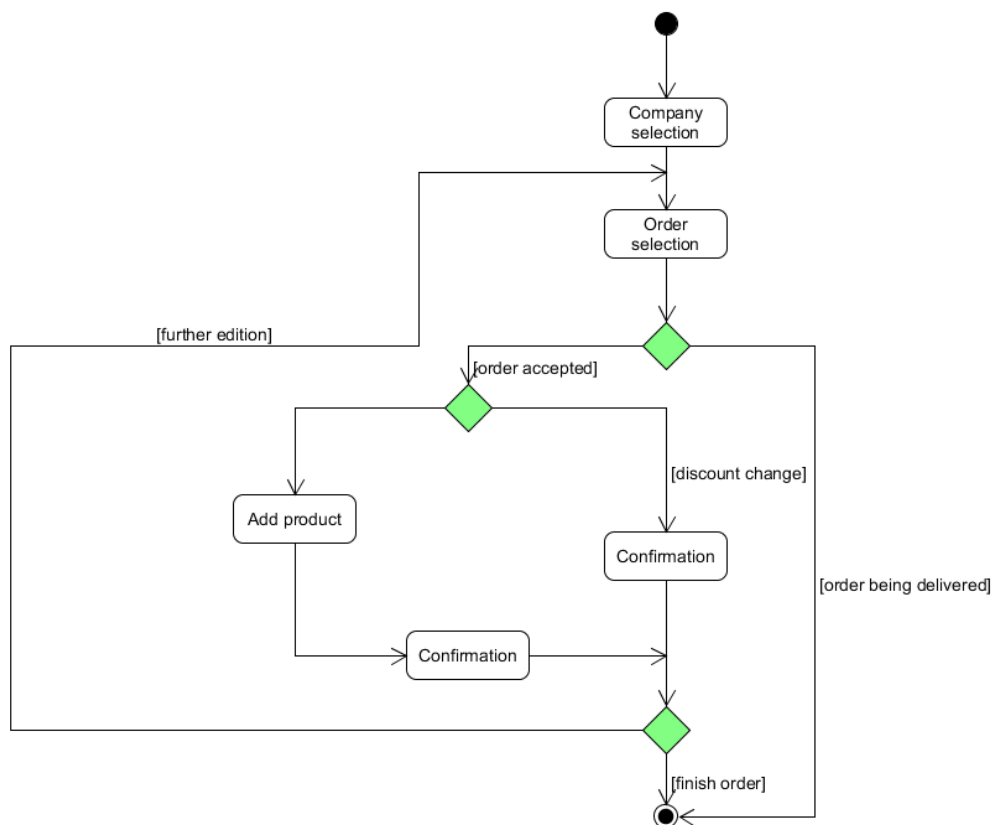 Company
selection
Order
selection
[further edition]
[order accepted]
[discount change]
Add product
Confirmation
[order being delivered]
Confirmation
[finish order]